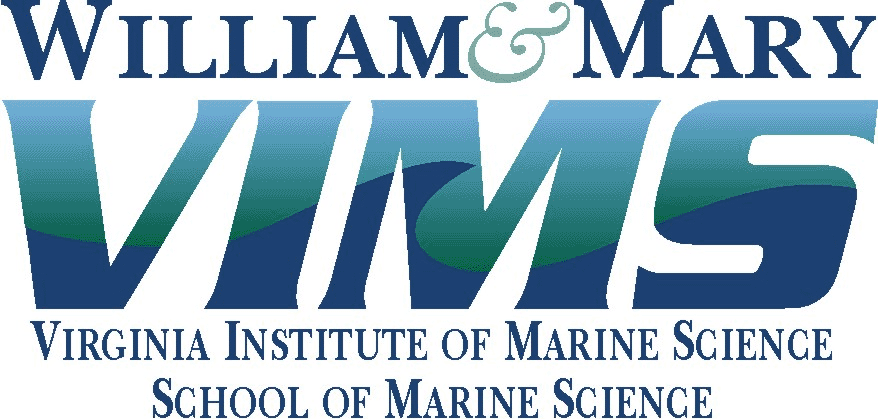 WILLIAM & MARY
VIMS
VIRGINIA INSTITUTE OF MARINE SCIENCE
SCHOOL OF MARINE SCIENCE